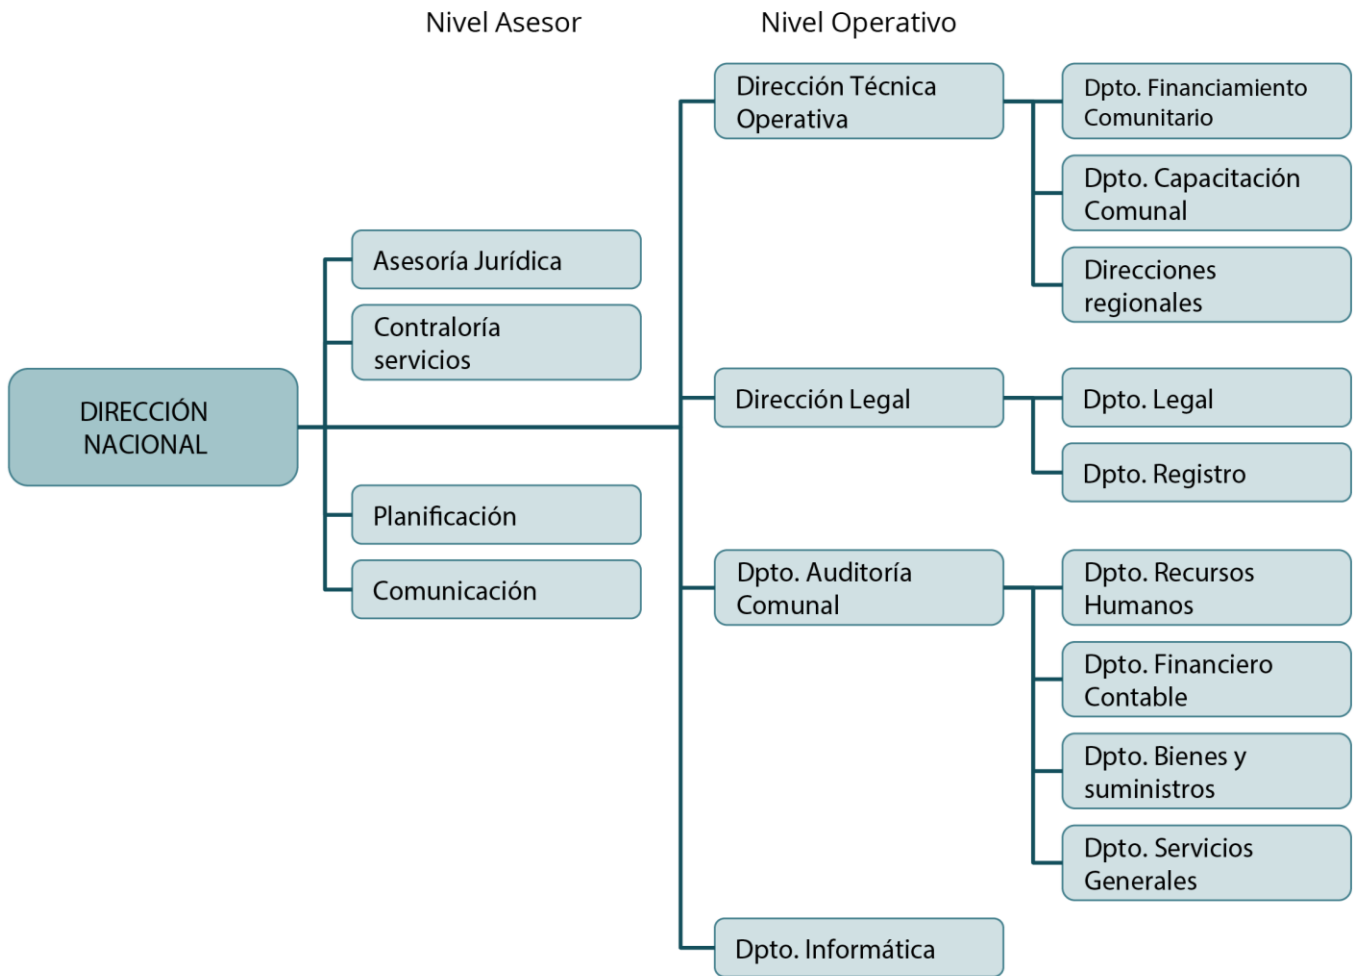 Nivel Asesor
Nivel Operativo
DIRECCIÓN
NACIONAL
Asesoría Jurídica
Contraloría
servicios
Planificación
Comunicación
Dirección Técnica
Operativa
Dpto. Financiamiento
Comunitario
Dpto. Capacitación
Comunal
Direcciones
regionales
Dirección Legal
Dpto. Legal
Dpto. Registro
Dpto. Auditoría
Comunal
Dpto. Recursos
Humanos
Dpto. Financiero
Contable
Dpto. Bienes y
suministros
Dpto. Servicios
Generales
Dpto. Informática